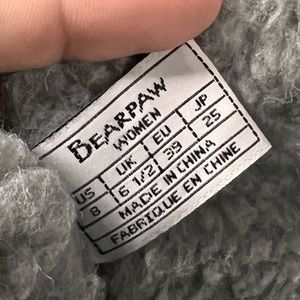 BEARPAW
WOMEN
US UK EU JP
8 6 1/2 39 25
MADE IN CHINA
FABRIQUE EN CHINE